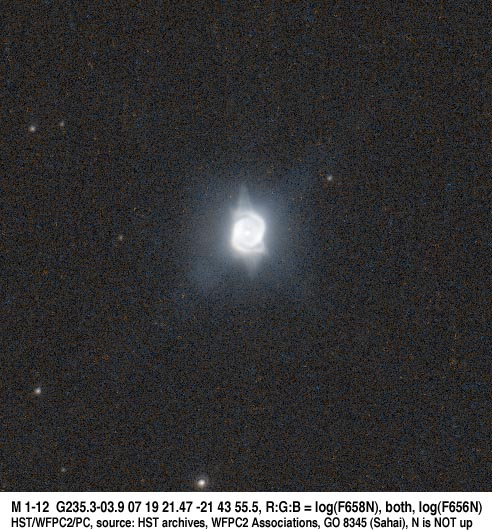 M 1-12 G235.3-03.9 07 19 21.47 -21 43 55.5, R:G:B = log(F658N), both, log(F656N)
HST/WFPC2/PC, source: HST archives, WFPC2 Associations, GO 8345 (Sahai), N is NOT up